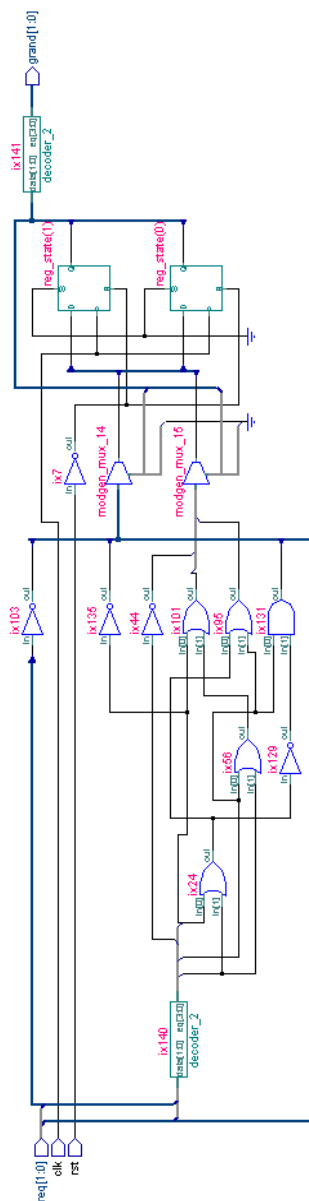 ix141
data[1:0] eq[3:0]
decoder_2
grand[1:0]
reg_state(1)
D
Q
reg_state(0)
D
Q
ix7
In
out
modgen_mux_14
modgen_mux_15
ix103
In
out
ix135
In
out
ix44
In
out
ix101
In[0]
In[1]
out
ix95
In[0]
In[1]
out
ix131
In[0]
In[1]
out
ix56
In[0]
In[1]
out
ix129
In
out
ix24
In[0]
In[1]
out
ix140
data[1:0] eq[3:0]
decoder_2
req[1:0]
clk
rst